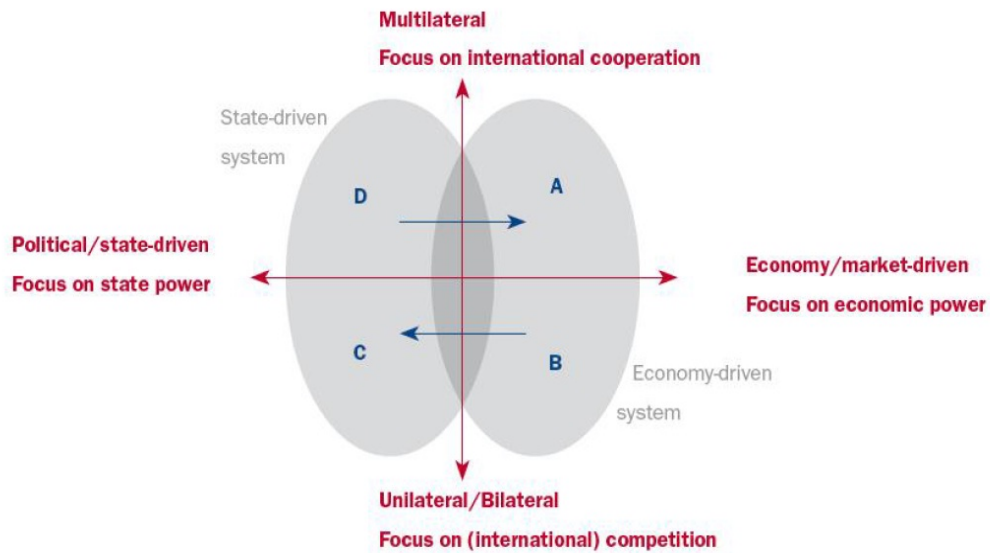 Multilateral
Focus on international cooperation
State-driven
system
D
A
Political/state-driven
Focus on state power
Economy/market-driven
Focus on economic power
C
B
Economy-driven
system
Unilateral/Bilateral
Focus on (international) competition